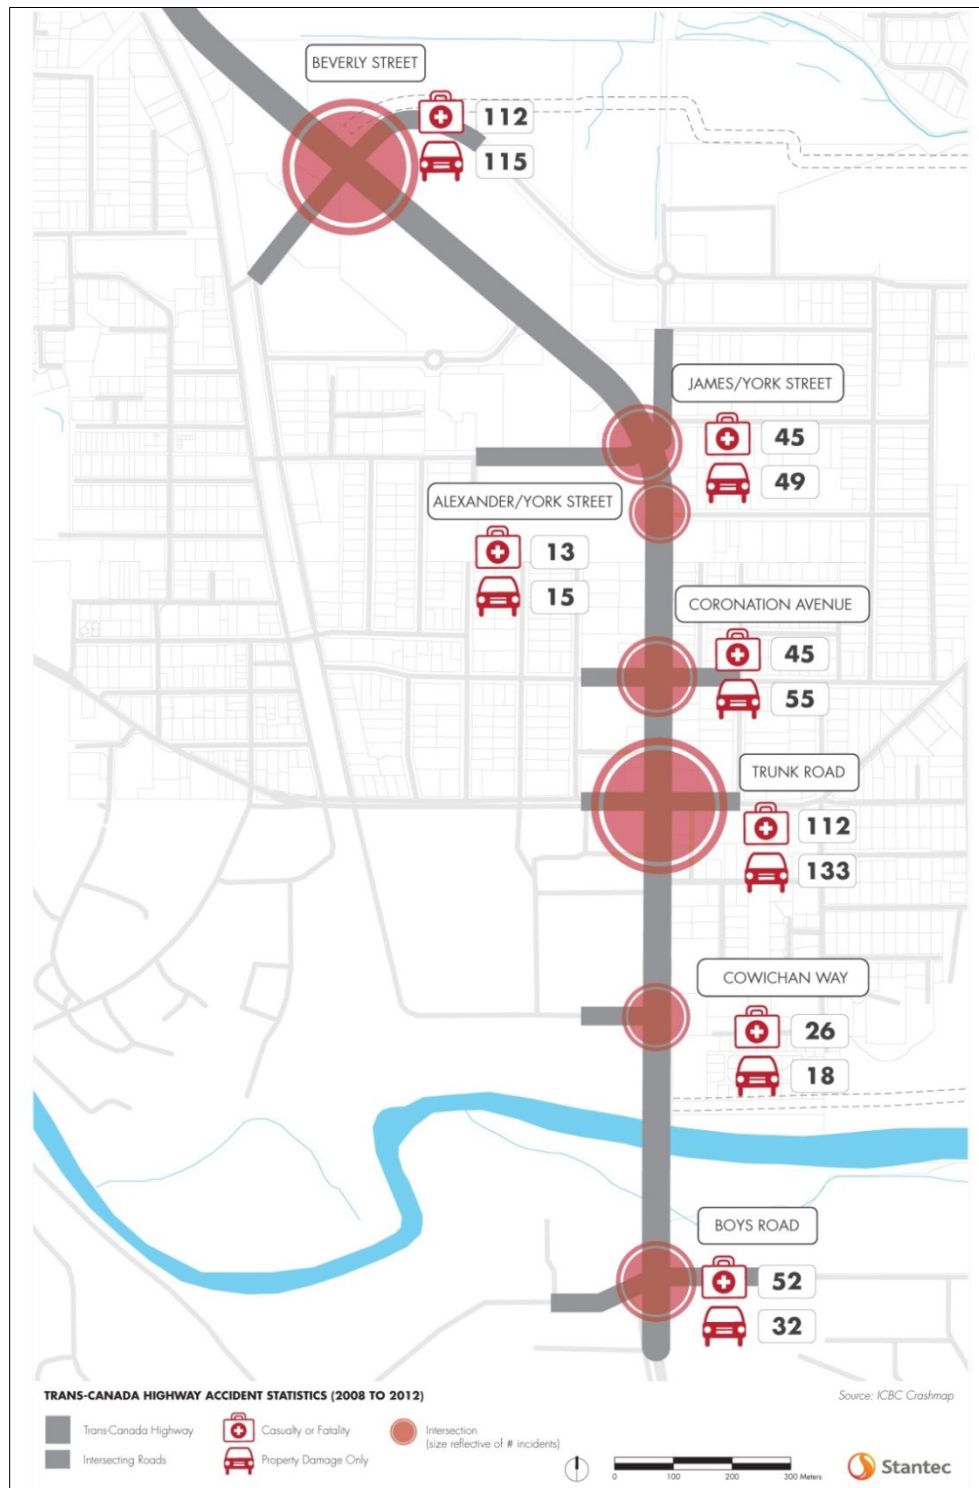 BEVERLY STREET
112
115
JAMES/YORK STREET
45
49
ALEXANDER/YORK STREET
13
15
CORONATION AVENUE
45
55
TRUNK ROAD
112
133
COWICHAN WAY
26
18
BOYS ROAD
52
32
TRANS-CANADA HIGHWAY ACCIDENT STATISTICS (2008 TO 2012)
Source: ICBC Crashmap
Trans-Canada Highway
Casualty or Fatality
Intersection
(size reflective of # incidents)
Intersecting Roads
Property Damage Only
0 100 200 300 Meters
Stantec